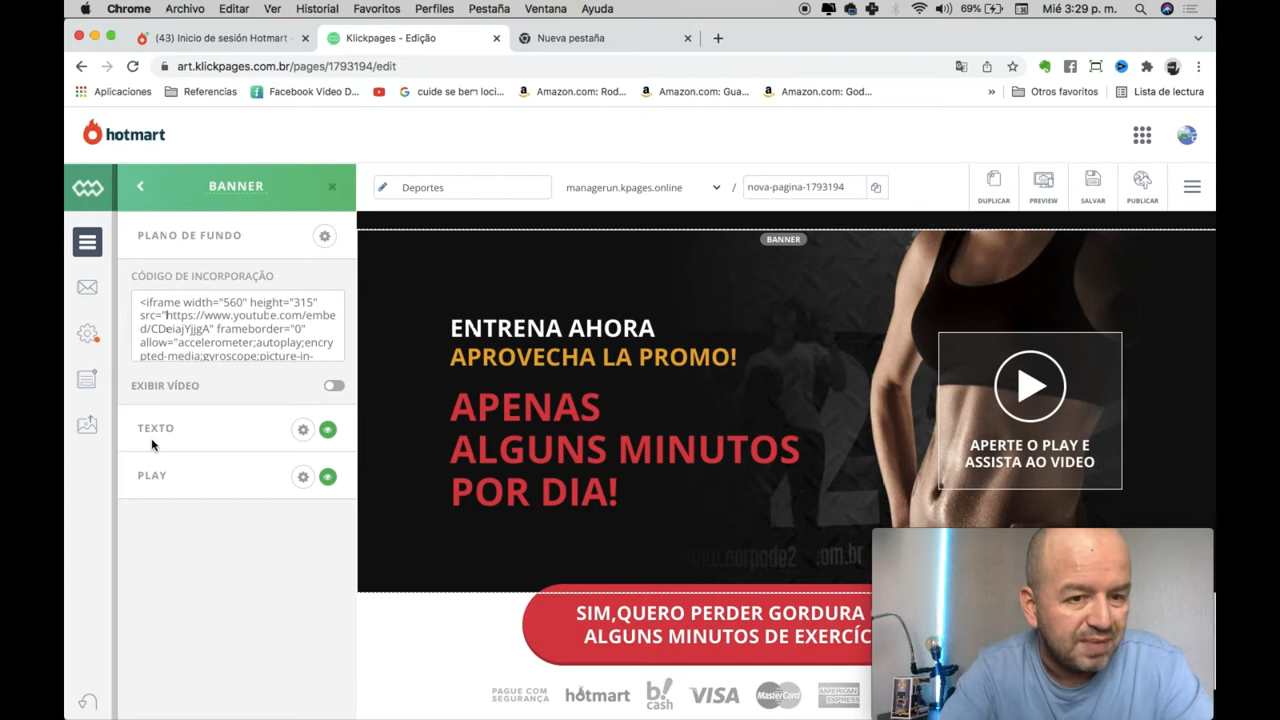 Chrome Archivo Editar Ver Historial Favoritos Perfiles Pestaña Ventana Ayuda 69% Mié 3:29 p. m.
(43) Inicio de sesión Hotmart Klickpages - Edição Nueva pestaña
art.klickpages.com.br/pages/1793194/edit
Aplicaciones Referencias Facebook Video D... cuide se bem loci... Amazon.com: Rod... Amazon.com: Gua... Amazon.com: God... » Otros favoritos Lista de lectura
hotmart
BANNER
Deportes managerun.kpages.online / nova-pagina-1793194
DUPLICAR PREVIEW SALVAR PUBLICAR
PLANO DE FUNDO
BANNER
CÓDIGO DE INCORPORAÇÃO
<iframe width="560" height="315"
src="https://www.youtube.com/embe
d/CDeiajYjjgA" frameborder="0"
allow="accelerometer;autoplay;encry
pted-media;gyroscope;picture-in-
EXIBIR VÍDEO
TEXTO
PLAY
ENTRENA AHORA
APROVECHA LA PROMO!
APENAS
ALGUNS MINUTOS
POR DIA!
APERTE O PLAY E
ASSISTA AO VIDEO
SIM,QUERO PERDER GORDURA
ALGUNS MINUTOS DE EXERCÍC
PAGUE COM
SEGURANÇA
hotmart
b! cash
VISA
MasterCard
AMERICAN
EXPRESS